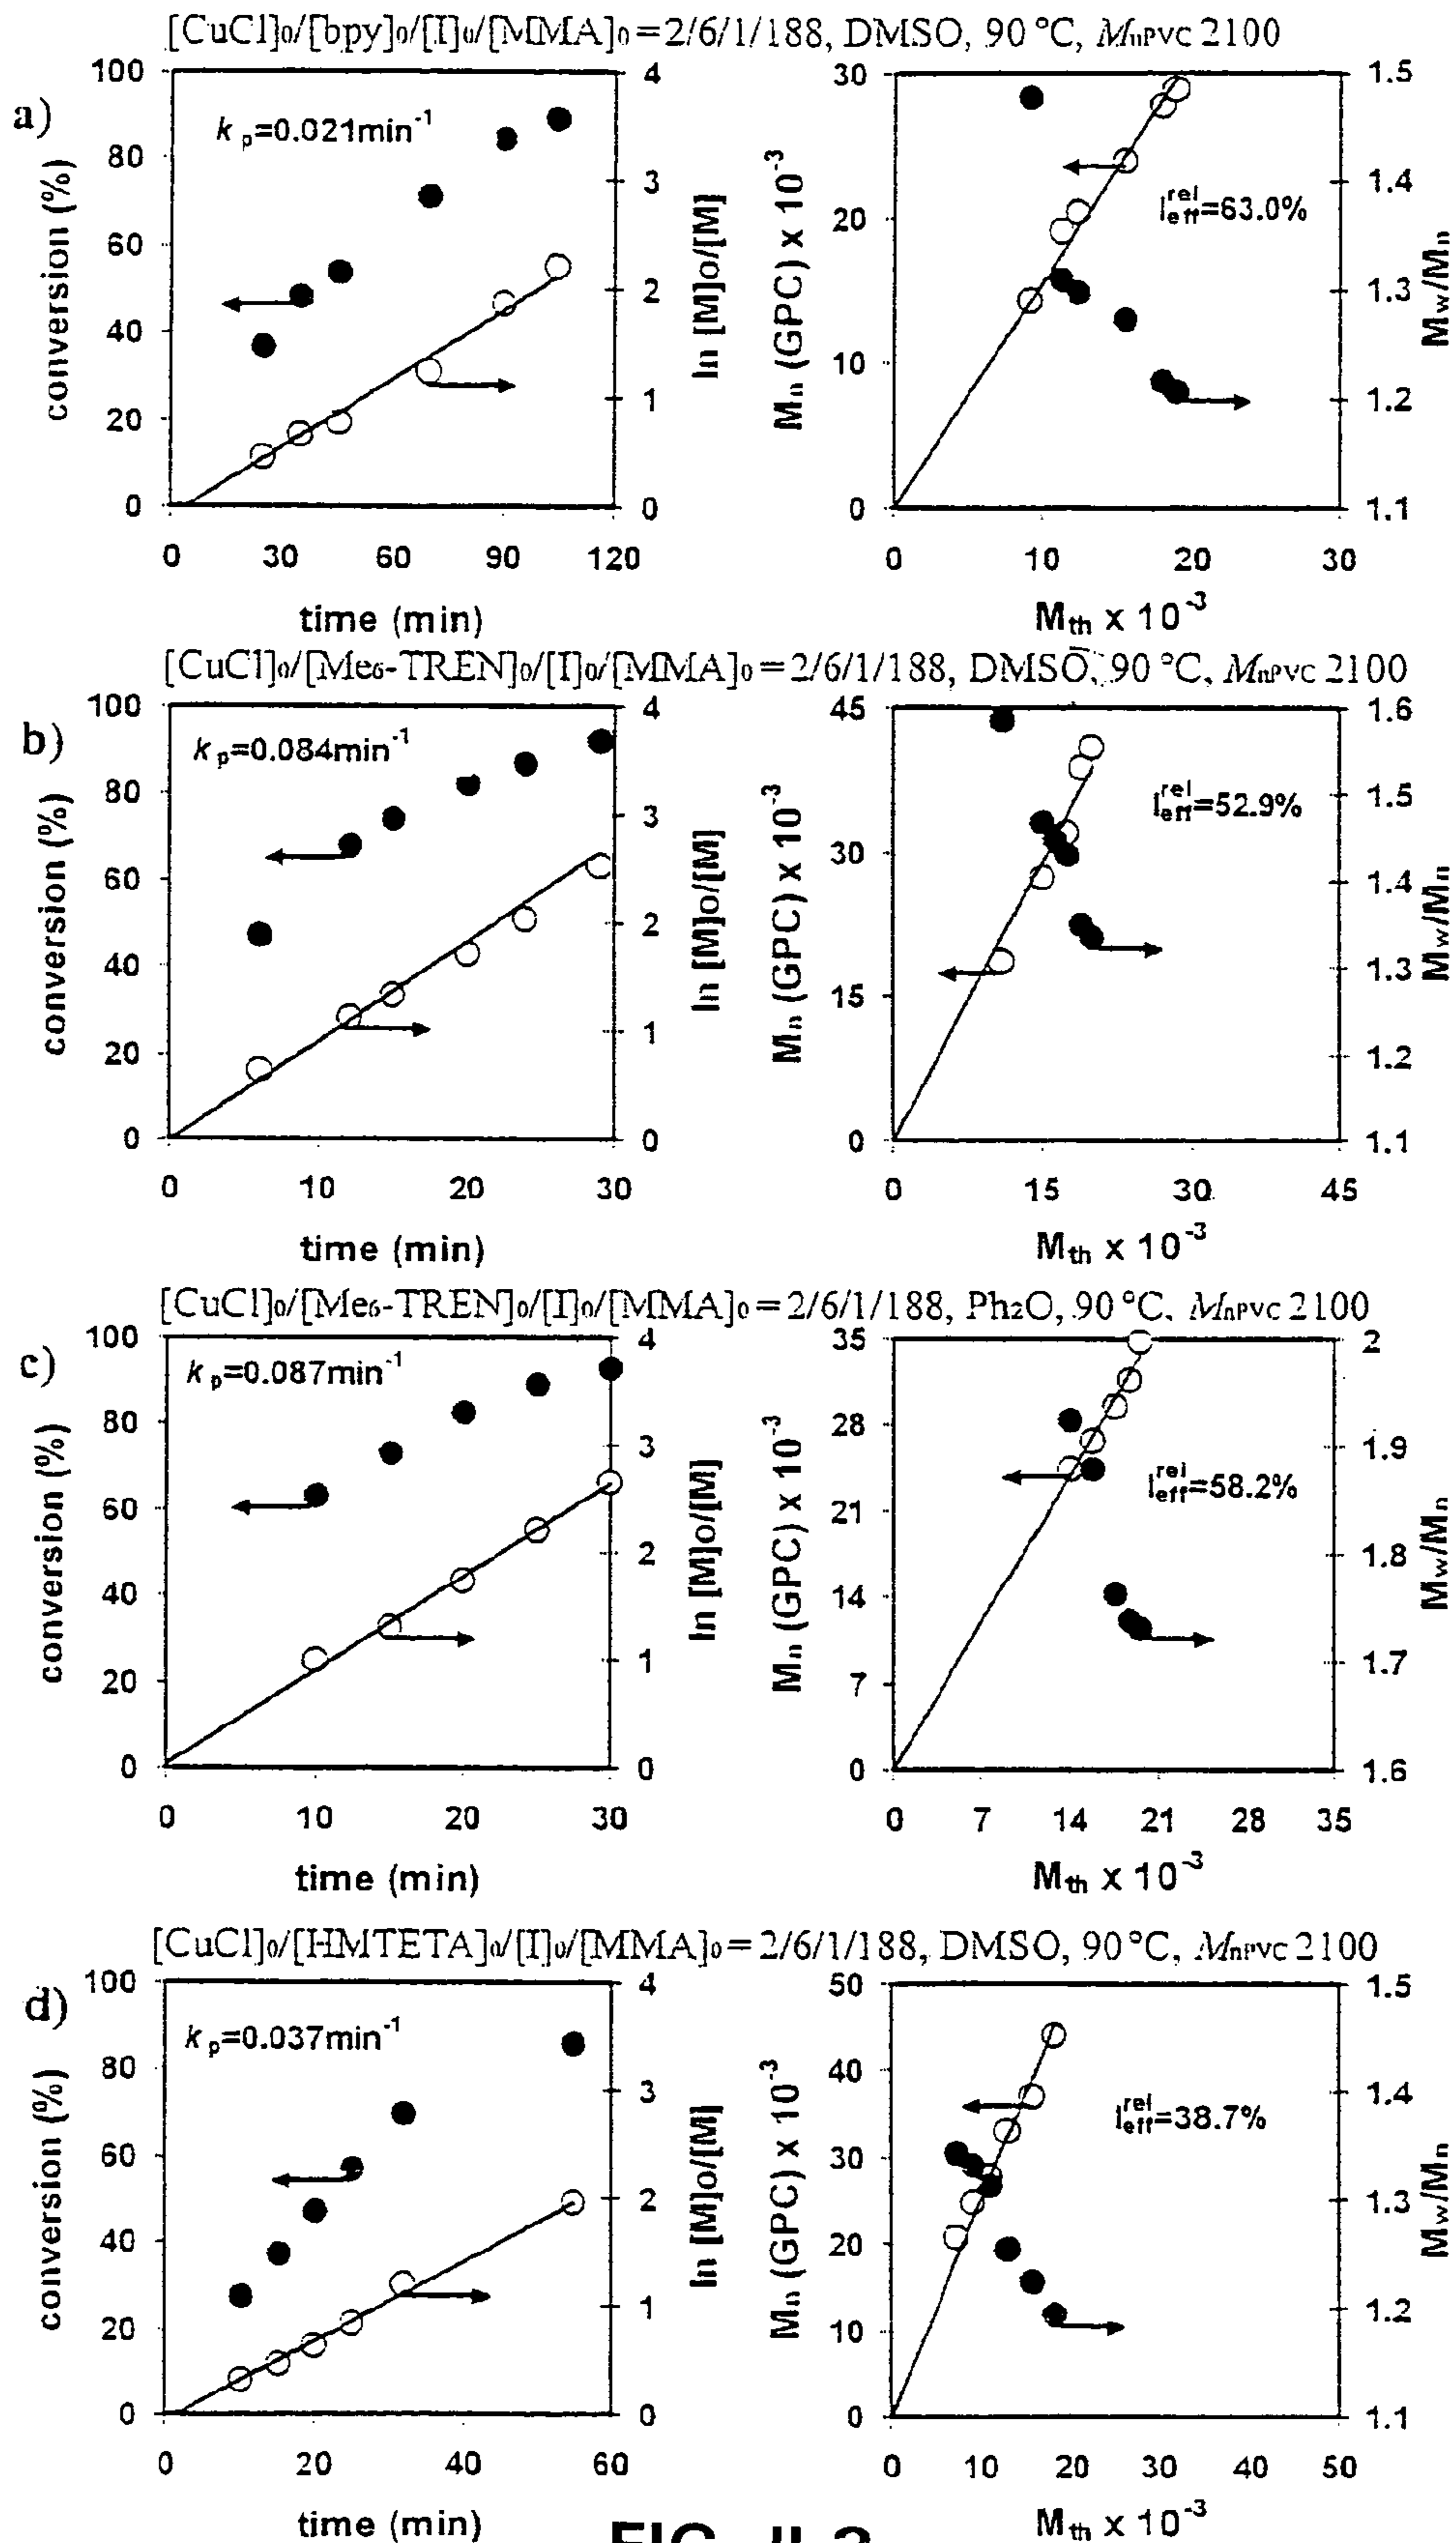 [CuCl]₀/[bpy]₀/[I]₀/[MMA]₀ = 2/6/1/188, DMSO, 90 °C, MnPVC 2100
a)
kp=0.021min⁻¹
conversion (%)
100
80
60
40
20
0
4
3
2
1
0
ln [M]o/[M]
0 30 60 90 120
time (min)
Mn (GPC) x 10⁻³
30
20
10
0
Ieff rel=63.0%
1.5
1.4
1.3
1.2
1.1
Mw/Mn
0 10 20 30
Mth x 10⁻³
[CuCl]₀/[Me6-TREN]₀/[I]₀/[MMA]₀ = 2/6/1/188, DMSO, 90 °C, MnPVC 2100
b)
kp=0.084min⁻¹
conversion (%)
100
80
60
40
20
0
4
3
2
1
0
ln [M]o/[M]
0 10 20 30
time (min)
Mn (GPC) x 10⁻³
45
30
15
0
Ieff rel=52.9%
1.6
1.5
1.4
1.3
1.2
1.1
Mw/Mn
0 15 30 45
Mth x 10⁻³
[CuCl]₀/[Me6-TREN]₀/[I]₀/[MMA]₀ = 2/6/1/188, Ph₂O, 90 °C, MnPVC 2100
c)
kp=0.087min⁻¹
conversion (%)
100
80
60
40
20
0
4
3
2
1
0
ln [M]o/[M]
0 10 20 30
time (min)
Mn (GPC) x 10⁻³
35
28
21
14
7
0
Ieff rel=58.2%
2
1.9
1.8
1.7
1.6
Mw/Mn
0 7 14 21 28 35
Mth x 10⁻³
[CuCl]₀/[HMTETA]₀/[I]₀/[MMA]₀ = 2/6/1/188, DMSO, 90 °C, MnPVC 2100
d)
kp=0.037min⁻¹
conversion (%)
100
80
60
40
20
0
4
3
2
1
0
ln [M]o/[M]
0 20 40 60
time (min)
Mn (GPC) x 10⁻³
50
40
30
20
10
0
Ieff rel=38.7%
1.5
1.4
1.3
1.2
1.1
Mw/Mn
0 10 20 30 40 50
Mth x 10⁻³